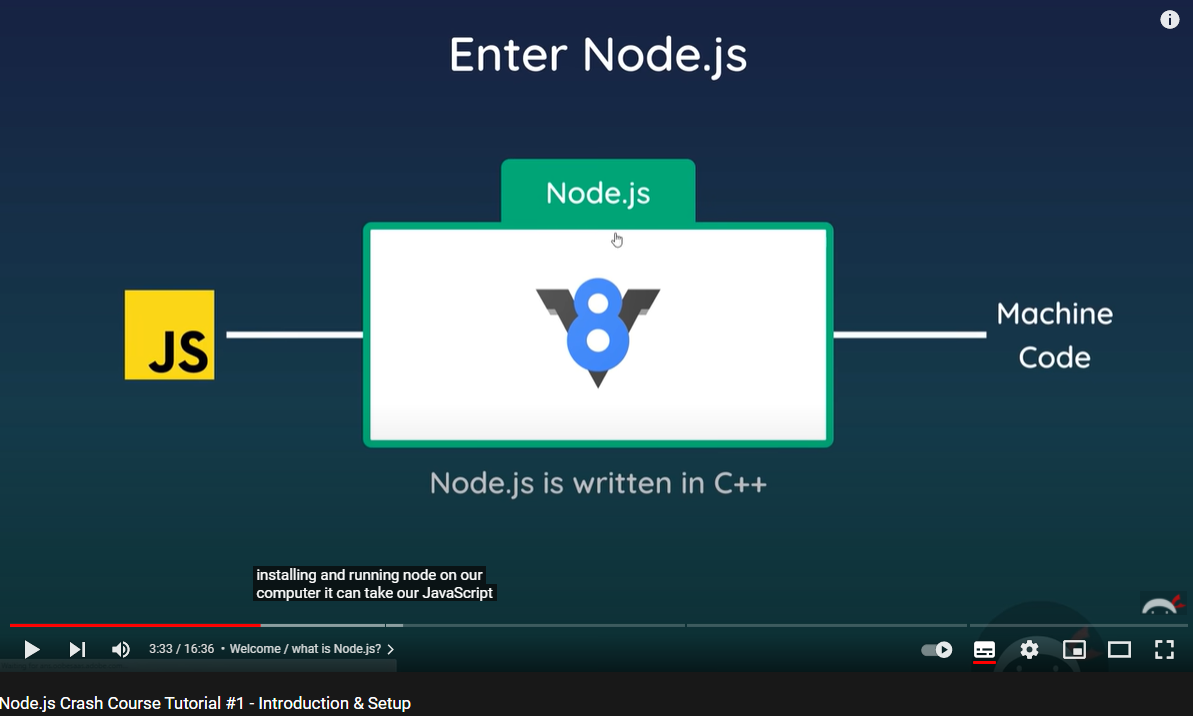 Enter Node.js
Node.js
JS
V8
Machine
Code
Node.js is written in C++
installing and running node on our
computer it can take our JavaScript
3:33 / 16:36 • Welcome / what is Node.js? >
Node.js Crash Course Tutorial #1 - Introduction & Setup